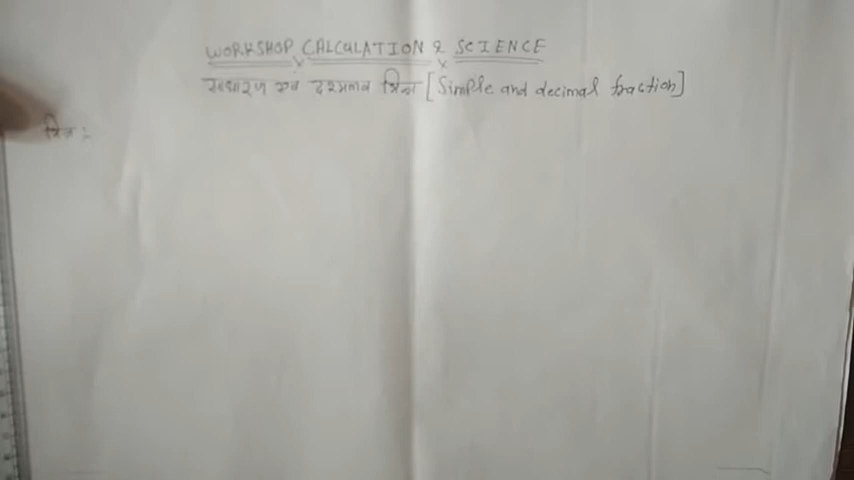 WORKSHOP CALCULATION & SCIENCE
साधारण एवं दशमलव भिन्न [Simple and decimal fraction]
भिन्न :-